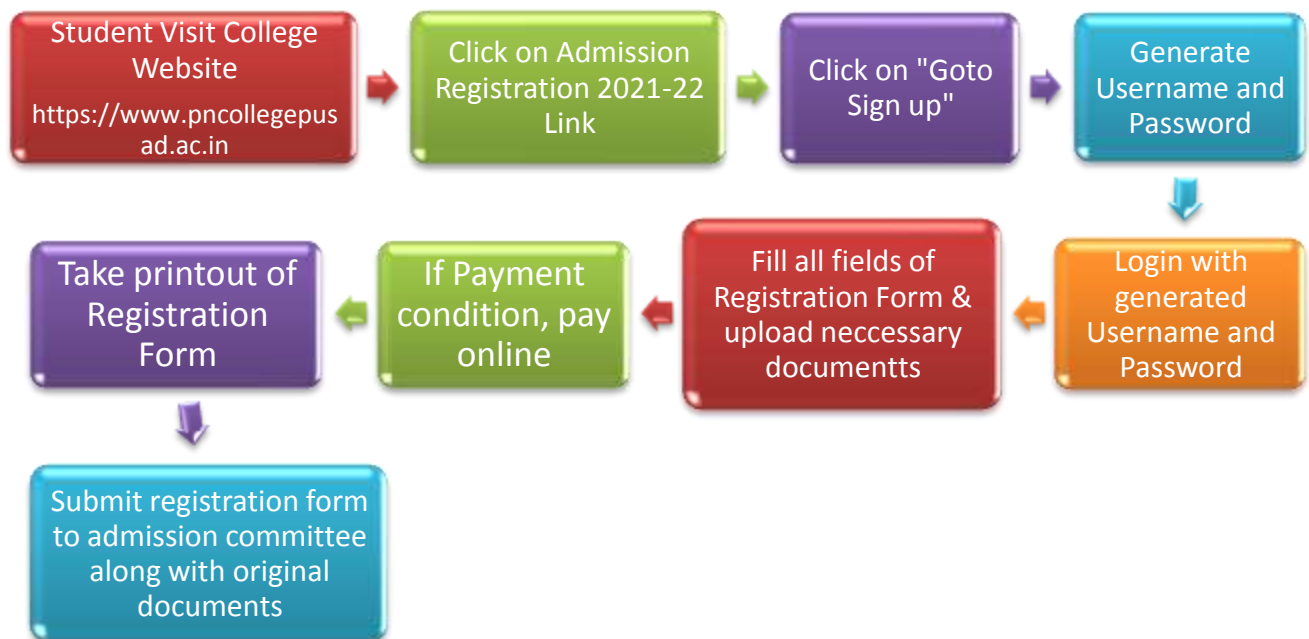 Student Visit College
Website
https://www.pncollegepus
ad.ac.in
Click on Admission
Registration 2021-22
Link
Click on "Goto
Sign up"
Generate
Username and
Password
Login with
generated
Username and
Password
Fill all fields of
Registration Form &
upload neccessary
documentts
If Payment
condition, pay
online
Take printout of
Registration
Form
Submit registration form
to admission committee
along with original
documents